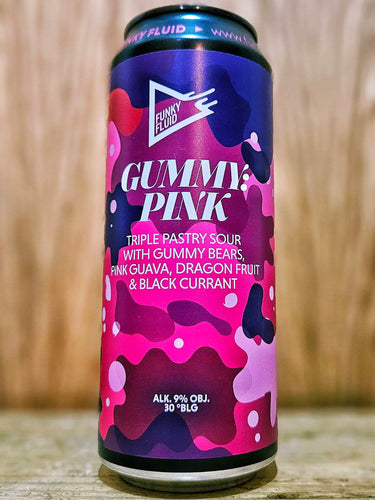 FUNKY FLUID ► WWW.
FUNKY
FLUID
GUMMY:
PINK
TRIPLE PASTRY SOUR
WITH GUMMY BEARS,
PINK GUAVA, DRAGON FRUIT
& BLACK CURRANT
ALK. 9% OBJ.
30 °BLG